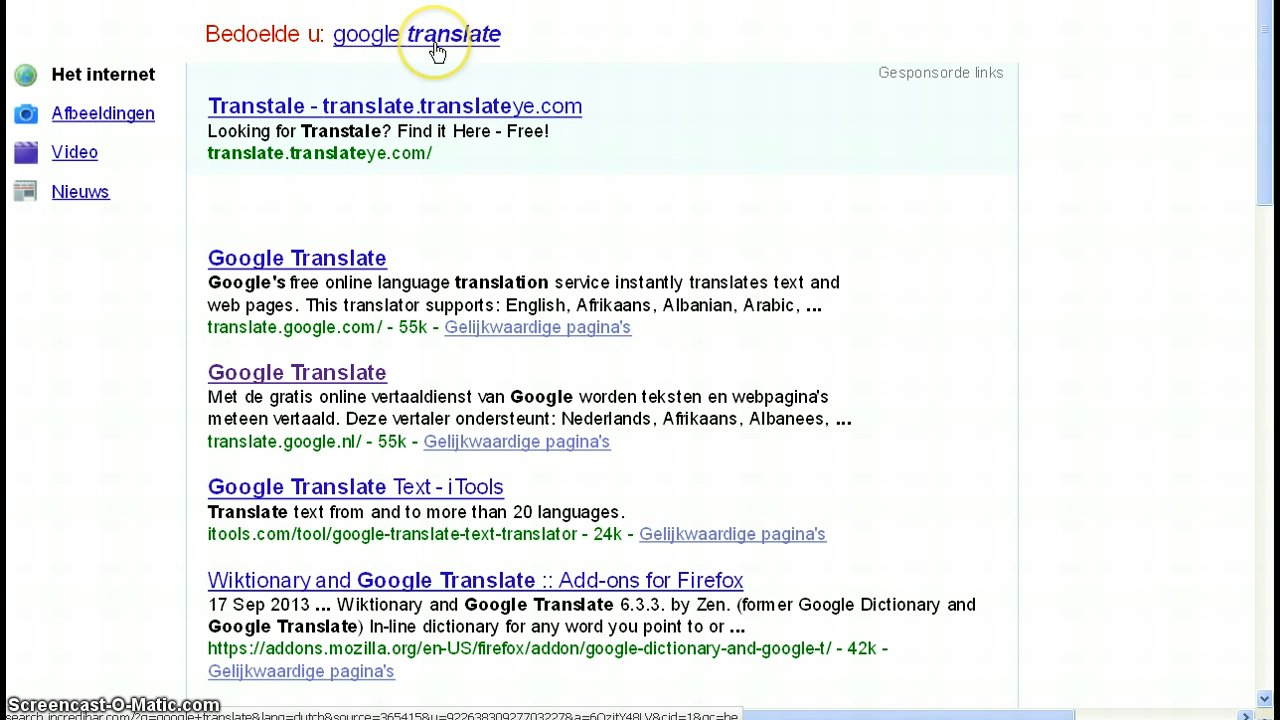 Bedoelde u: google translate
Het internet
Afbeeldingen
Video
Nieuws
Gesponsorde links
Transtale - translate.translateye.com
Looking for Transtale? Find it Here - Free!
translate.translateye.com/
Google Translate
Google's free online language translation service instantly translates text and
web pages. This translator supports: English, Afrikaans, Albanian, Arabic, ...
translate.google.com/ - 55k - Gelijkwaardige pagina's
Google Translate
Met de gratis online vertaaldienst van Google worden teksten en webpagina's
meteen vertaald. Deze vertaler ondersteunt: Nederlands, Afrikaans, Albanees, ...
translate.google.nl/ - 55k - Gelijkwaardige pagina's
Google Translate Text - iTools
Translate text from and to more than 20 languages.
itools.com/tool/google-translate-text-translator - 24k - Gelijkwaardige pagina's
Wiktionary and Google Translate :: Add-ons for Firefox
17 Sep 2013 ... Wiktionary and Google Translate 6.3.3. by Zen. (former Google Dictionary and
Google Translate) In-line dictionary for any word you point to or ...
https://addons.mozilla.org/en-US/firefox/addon/google-dictionary-and-google-t/ - 42k -
Gelijkwaardige pagina's
Screencast-O-Matic.com